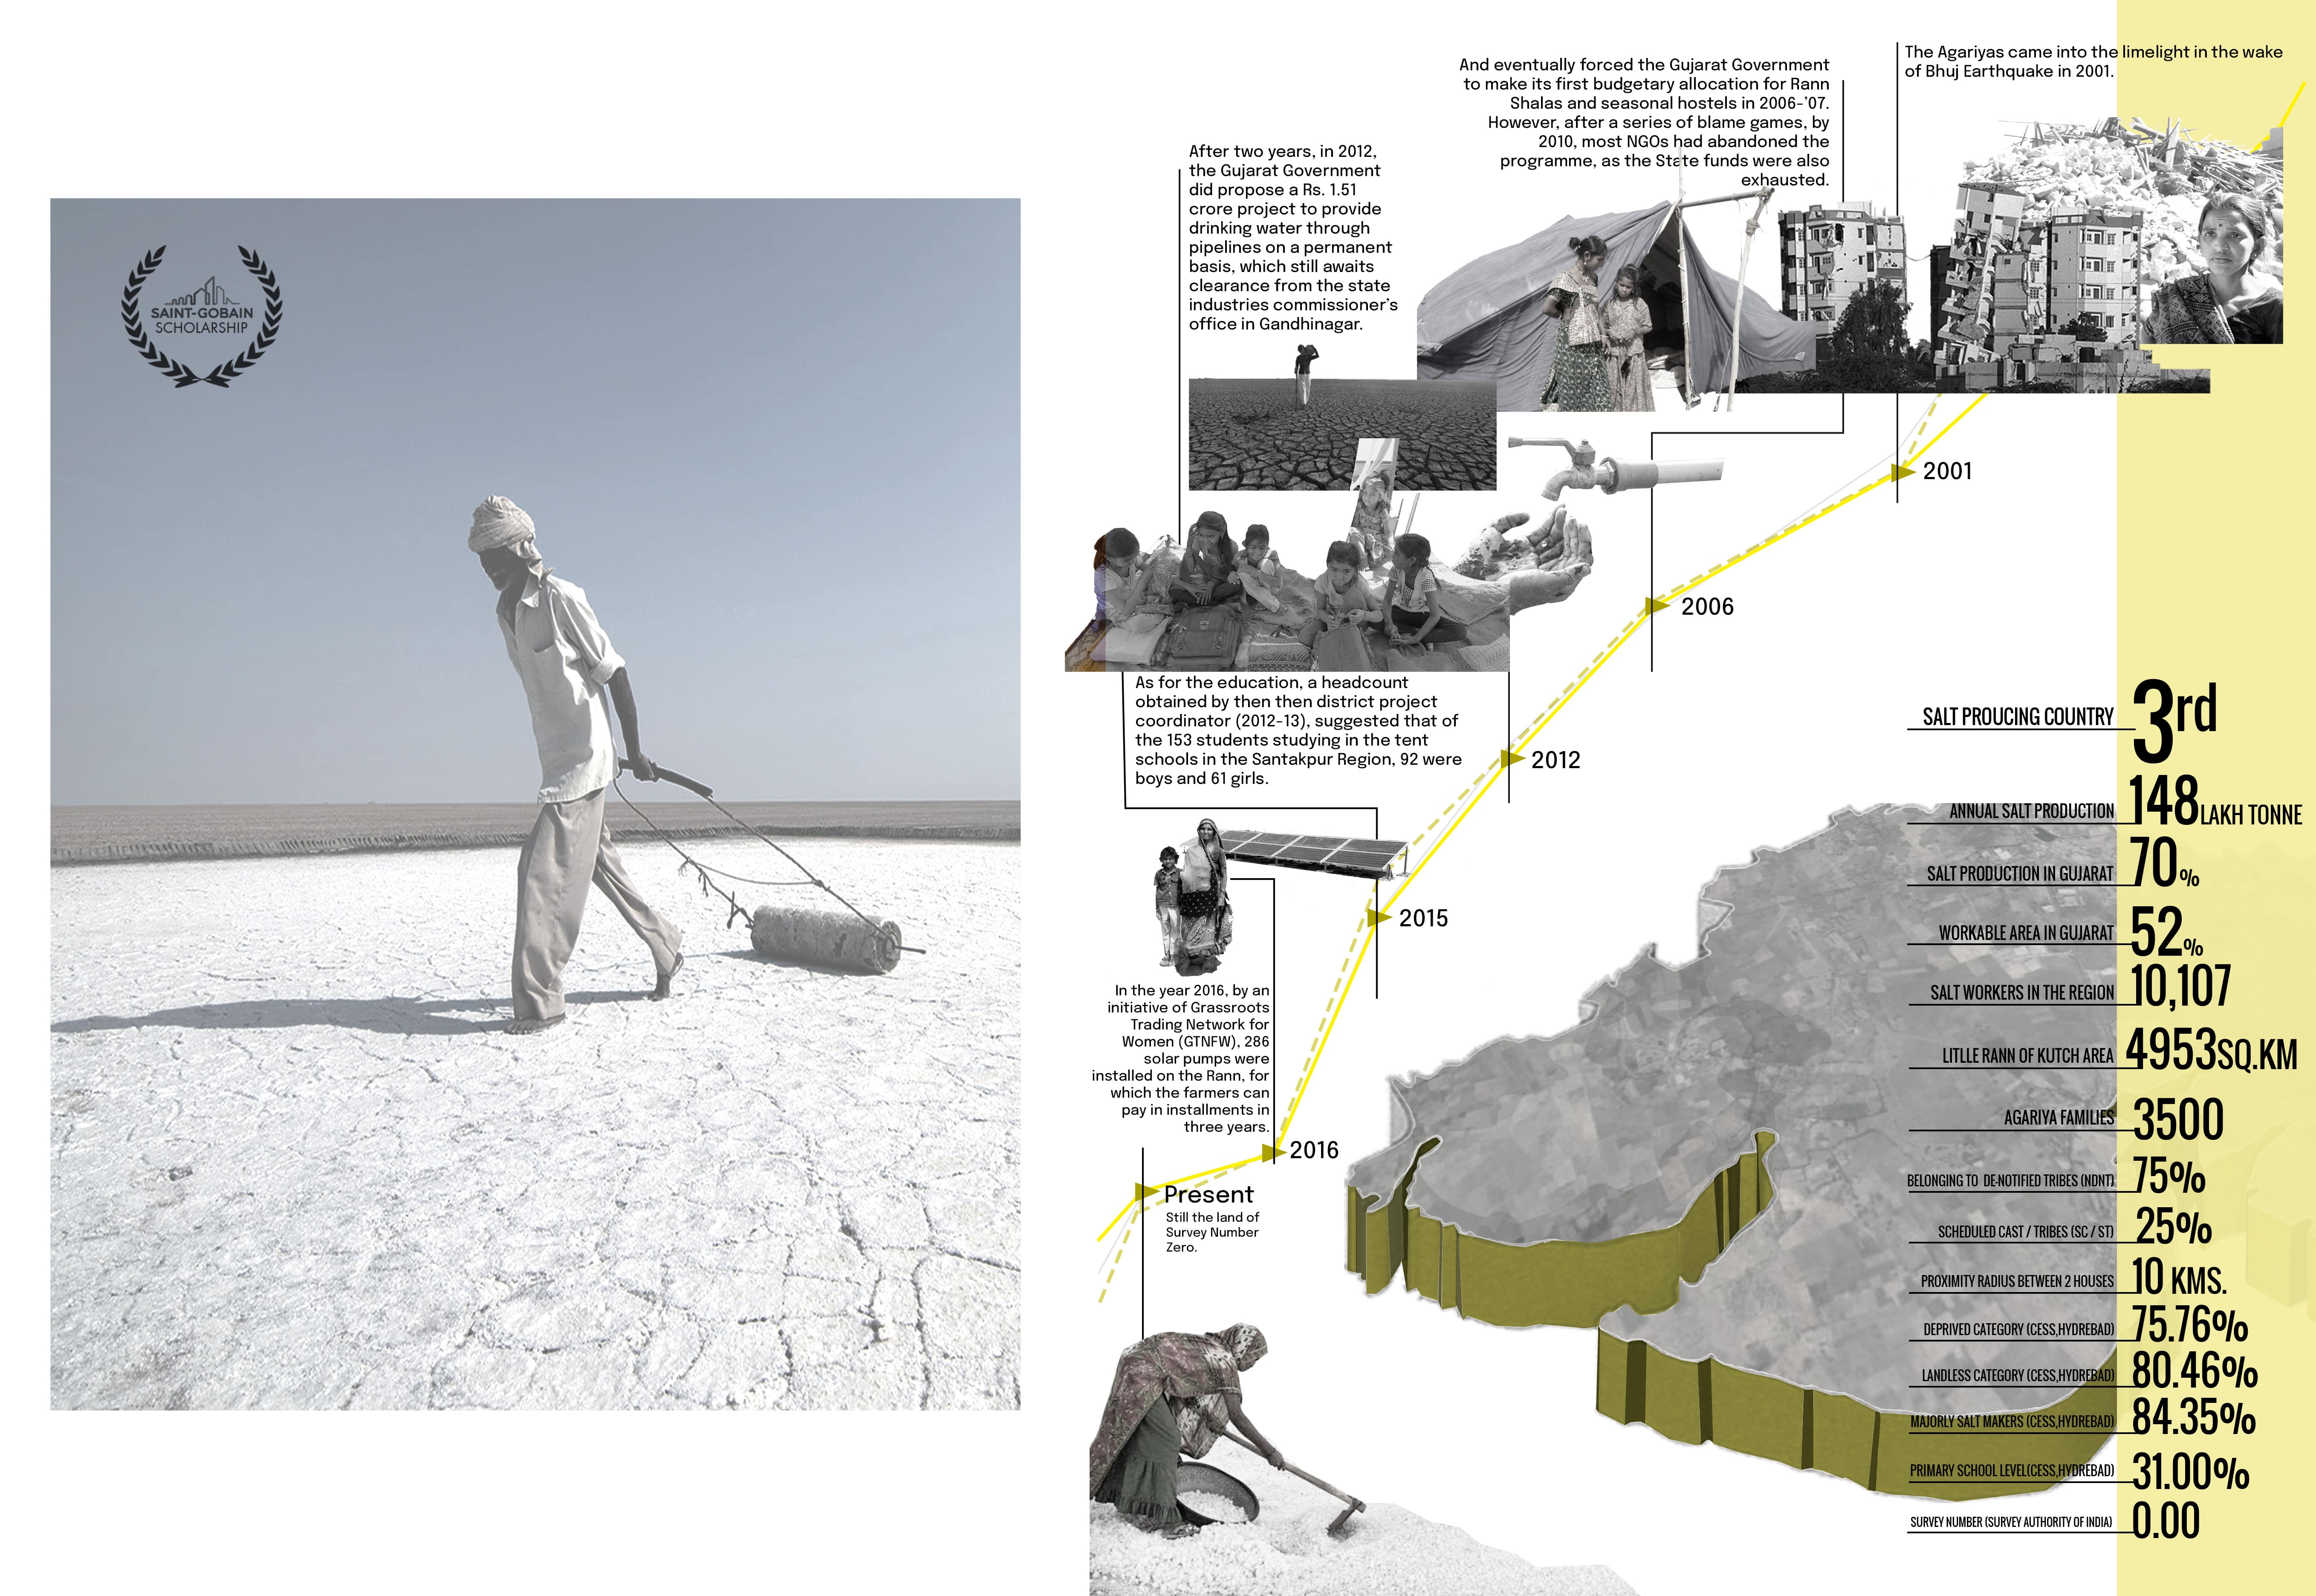 SAINT-GOBAIN
SCHOLARSHIP
The Agariyas came into the limelight in the wake
of Bhuj Earthquake in 2001.
And eventually forced the Gujarat Government
to make its first budgetary allocation for Rann
Shalas and seasonal hostels in 2006-'07.
However, after a series of blame games, by
2010, most NGOs had abandoned the
programme, as the State funds were also
exhausted.
After two years, in 2012,
the Gujarat Government
did propose a Rs. 1.51
crore project to provide
drinking water through
pipelines on a permanent
basis, which still awaits
clearance from the state
industries commissioner's
office in Gandhinagar.
2001
2006
As for the education, a headcount
obtained by then then district project
coordinator (2012-13), suggested that of
the 153 students studying in the tent
schools in the Santakpur Region, 92 were
boys and 61 girls.
2012
2015
In the year 2016, by an
initiative of Grassroots
Trading Network for
Women (GTNFW), 286
solar pumps were
installed on the Rann, for
which the farmers can
pay in installments in
three years.
2016
Present
Still the land of
Survey Number
Zero.
SALT PROUCING COUNTRY 3rd
ANNUAL SALT PRODUCTION 148 LAKH TONNE
SALT PRODUCTION IN GUJARAT 70%
WORKABLE AREA IN GUJARAT 52%
SALT WORKERS IN THE REGION 10,107
LITLLE RANN OF KUTCH AREA 4953SQ.KM
AGARIYA FAMILIES 3500
BELONGING TO DE-NOTIFIED TRIBES (NDNT) 75%
SCHEDULED CAST / TRIBES (SC / ST) 25%
PROXIMITY RADIUS BETWEEN 2 HOUSES 10 KMS.
DEPRIVED CATEGORY (CESS,HYDREBAD) 75.76%
LANDLESS CATEGORY (CESS,HYDREBAD) 80.46%
MAJORLY SALT MAKERS (CESS,HYDREBAD) 84.35%
PRIMARY SCHOOL LEVEL(CESS,HYDREBAD) 31.00%
SURVEY NUMBER (SURVEY AUTHORITY OF INDIA) 0.00